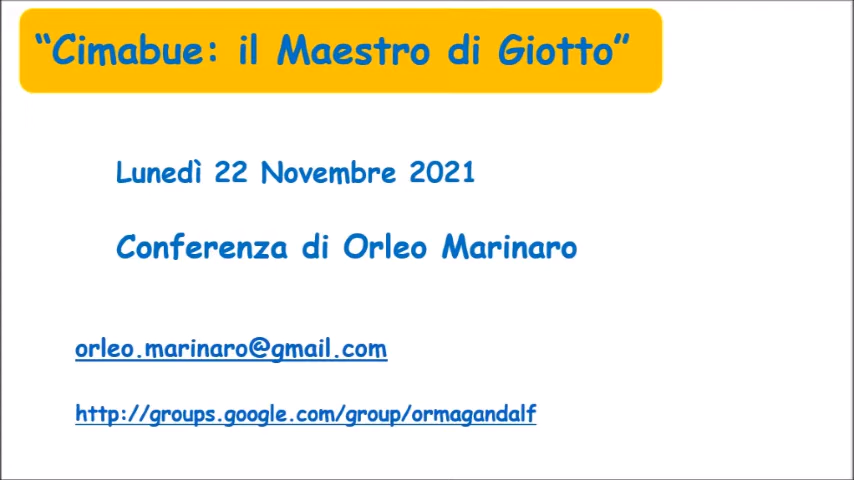 “Cimabue: il Maestro di Giotto”
Lunedì 22 Novembre 2021
Conferenza di Orleo Marinaro
orleo.marinaro@gmail.com
http://groups.google.com/group/ormagandalf